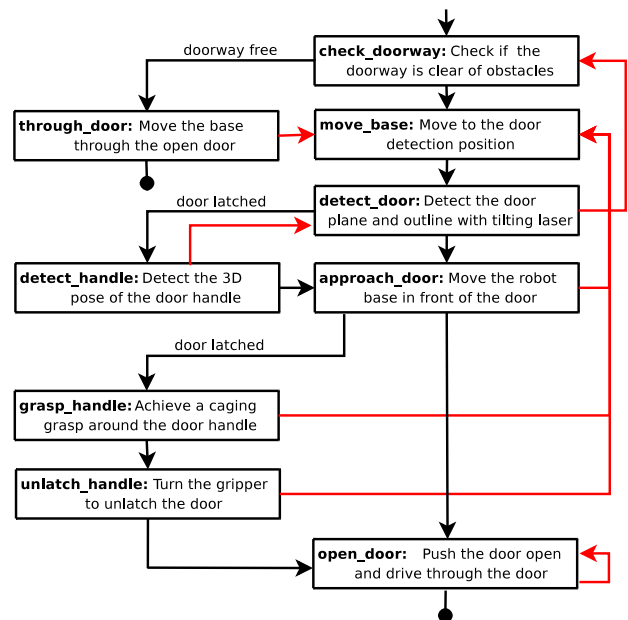 doorway free
check_doorway: Check if the
doorway is clear of obstacles
through_door: Move the base
through the open door
move_base: Move to the door
detection position
door latched
detect_door: Detect the door
plane and outline with tilting laser
detect_handle: Detect the 3D
pose of the door handle
approach_door: Move the robot
base in front of the door
door latched
grasp_handle: Achieve a caging
grasp around the door handle
unlatch_handle: Turn the gripper
to unlatch the door
open_door: Push the door open
and drive through the door